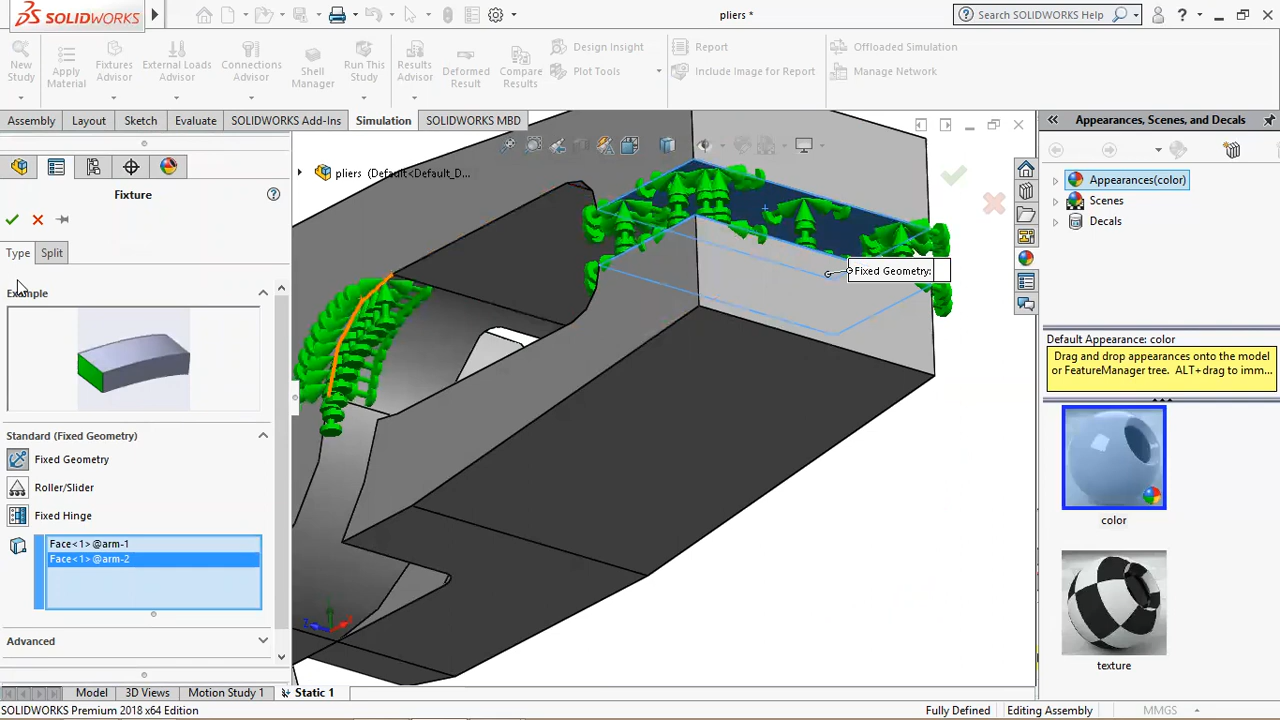 SOLIDWORKS
pliers *
Search SOLIDWORKS Help
?
New Study
Apply Material
Fixtures Advisor
External Loads Advisor
Connections Advisor
Shell Manager
Run This Study
Results Advisor
Deformed Result
Compare Results
Design Insight
Plot Tools
Report
Include Image for Report
Offloaded Simulation
Manage Network
Assembly
Layout
Sketch
Evaluate
SOLIDWORKS Add-Ins
Simulation
SOLIDWORKS MBD
Appearances, Scenes, and Decals
Fixture
?
Type
Split
Example
Standard (Fixed Geometry)
Fixed Geometry
Roller/Slider
Fixed Hinge
Face<1>@arm-1
Face<1>@arm-2
Advanced
pliers (Default<Default_D...
Fixed Geometry:
Z
Appearances(color)
Scenes
Decals
Default Appearance: color
Drag and drop appearances onto the model
or FeatureManager tree. ALT+drag to imm...
color
texture
Model
3D Views
Motion Study 1
Static 1
SOLIDWORKS Premium 2018 x64 Edition
Fully Defined
Editing Assembly
MMGS